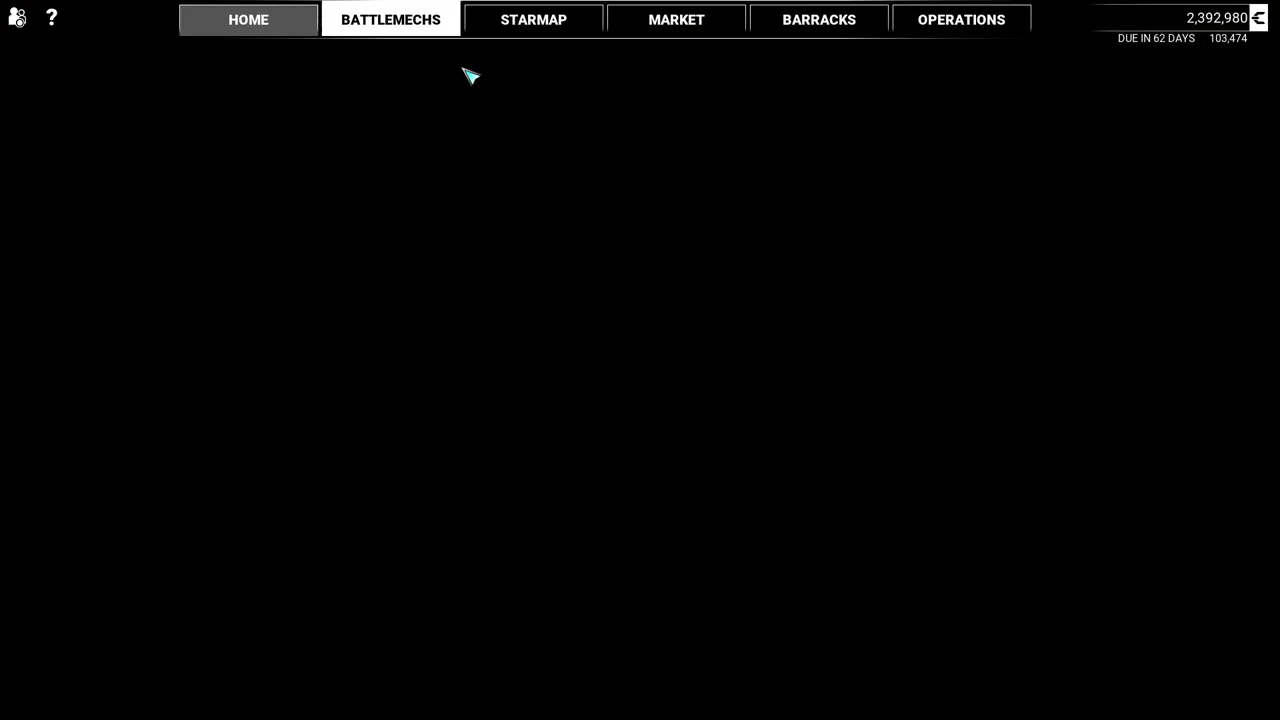 ?
HOME
BATTLEMECHS
STARMAP
MARKET
BARRACKS
OPERATIONS
2,392,980
DUE IN 62 DAYS 103,474